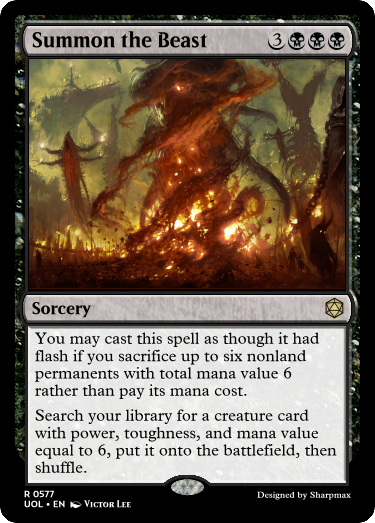 Summon the Beast 3
Sorcery
You may cast this spell as though it had
flash if you sacrifice up to six nonland
permanents with total mana value 6
rather than pay its mana cost.
Search your library for a creature card
with power, toughness, and mana value
equal to 6, put it onto the battlefield, then
shuffle.
R 0577
UOL • EN Victor Lee
Designed by Sharpmax